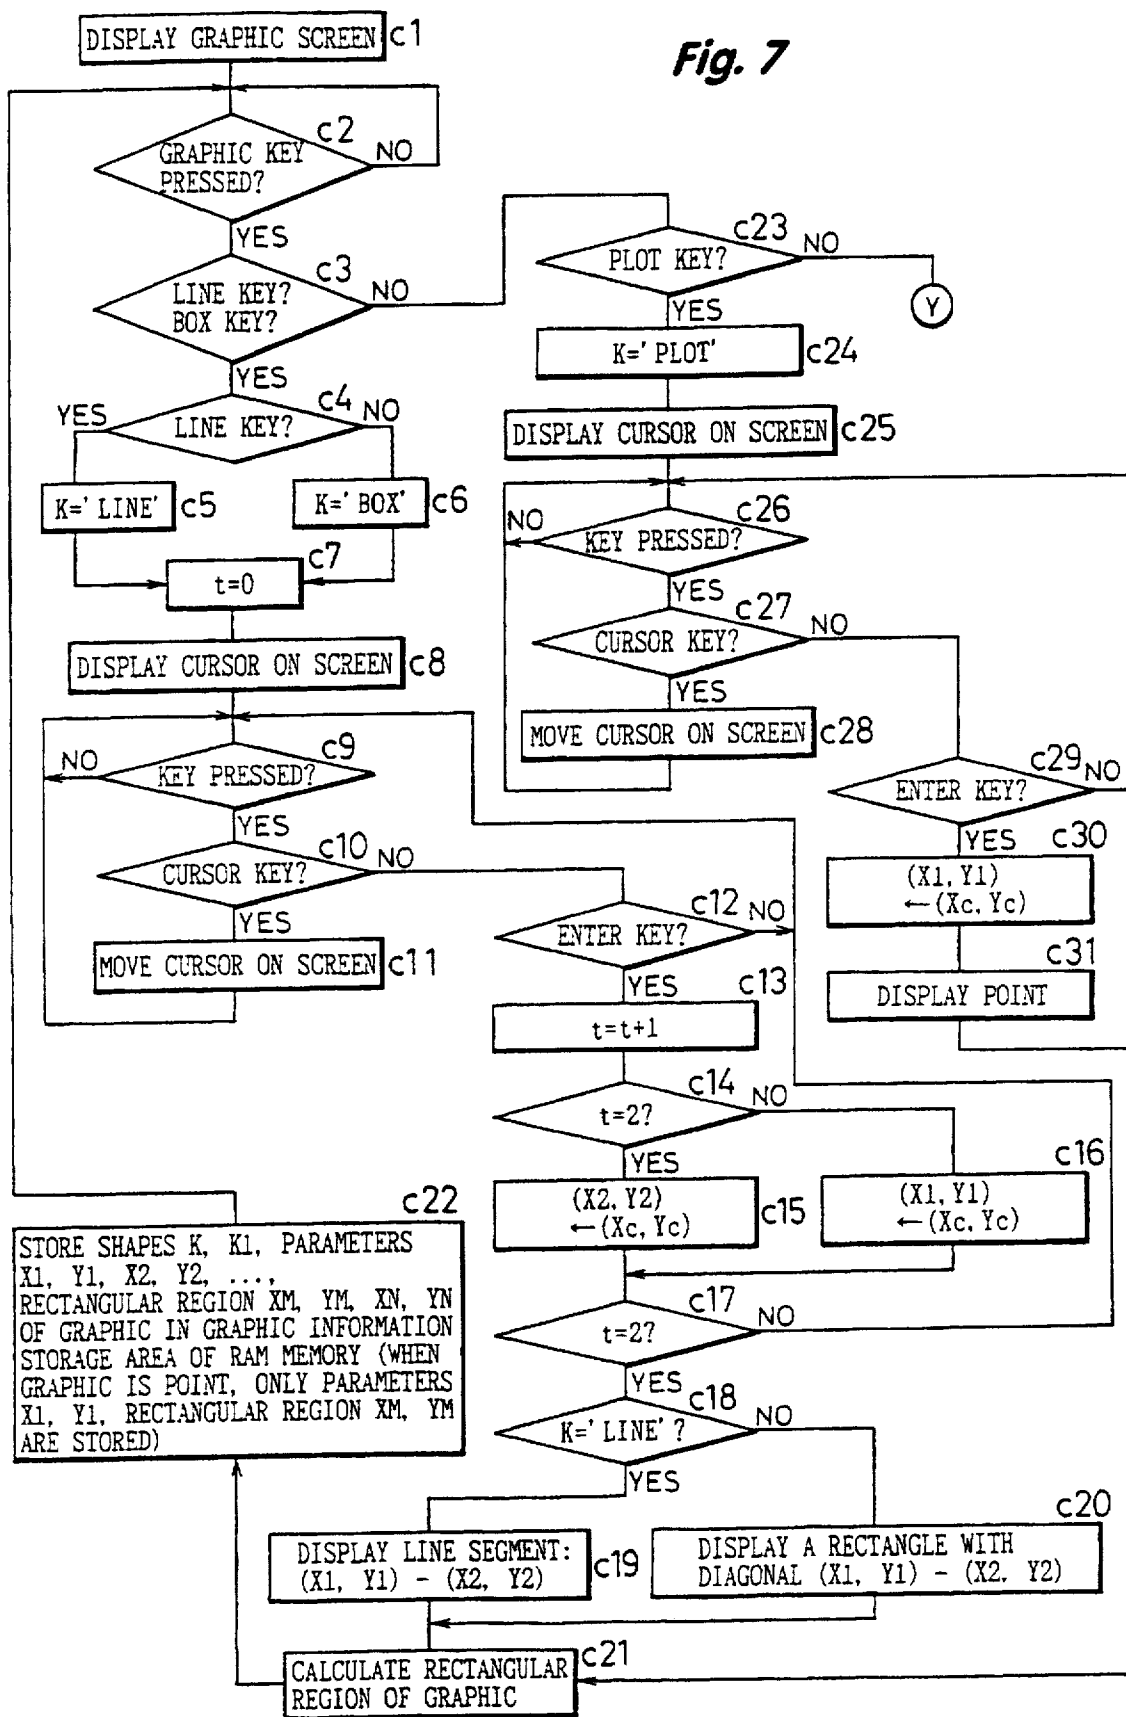 Fig. 7
DISPLAY GRAPHIC SCREEN c1
c2
GRAPHIC KEY
PRESSED?
NO
YES
c3
LINE KEY?
BOX KEY?
NO
YES
c4
YES
LINE KEY?
NO
K='LINE' c5
K='BOX' c6
c7
t=0
DISPLAY CURSOR ON SCREEN c8
c9
NO
KEY PRESSED?
YES
c10
CURSOR KEY?
NO
YES
MOVE CURSOR ON SCREEN c11
c12
ENTER KEY?
NO
YES
c13
t=t+1
c14
t=2?
NO
YES
(X2, Y2)
←(Xc, Yc)
c15
c16
(X1, Y1)
←(Xc, Yc)
c17
t=2?
NO
YES
c18
K='LINE'?
NO
YES
DISPLAY LINE SEGMENT:
(X1, Y1) - (X2, Y2)
c19
c20
DISPLAY A RECTANGLE WITH
DIAGONAL (X1, Y1) - (X2, Y2)
c21
CALCULATE RECTANGULAR
REGION OF GRAPHIC
c22
STORE SHAPES K, K1, PARAMETERS
X1, Y1, X2, Y2, ...,
RECTANGULAR REGION XM, YM, XN, YN
OF GRAPHIC IN GRAPHIC INFORMATION
STORAGE AREA OF RAM MEMORY (WHEN
GRAPHIC IS POINT, ONLY PARAMETERS
X1, Y1, RECTANGULAR REGION XM, YM
ARE STORED)
c23
PLOT KEY?
NO
Y
YES
K='PLOT' c24
DISPLAY CURSOR ON SCREEN c25
c26
NO
KEY PRESSED?
YES
c27
CURSOR KEY?
NO
YES
MOVE CURSOR ON SCREEN c28
c29
ENTER KEY?
NO
YES
c30
(X1, Y1)
←(Xc, Yc)
c31
DISPLAY POINT